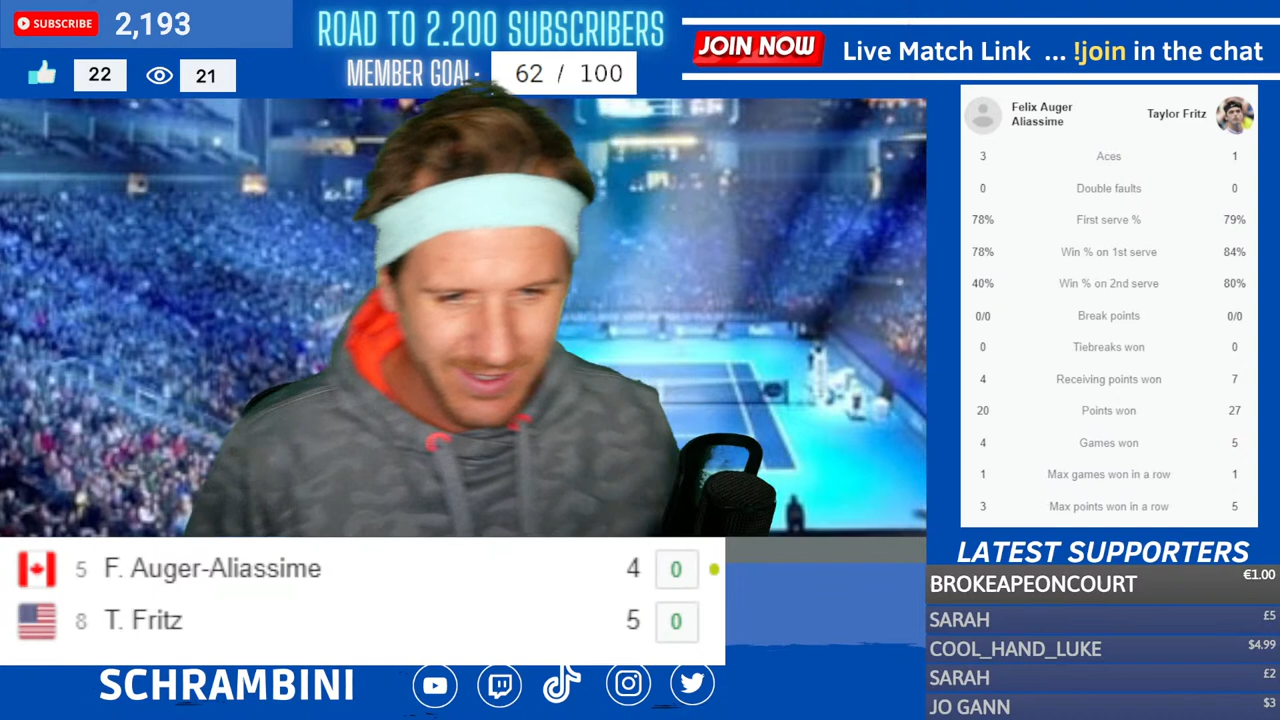 SUBSCRIBE 2,193
22 21
ROAD TO 2.200 SUBSCRIBERS
MEMBER GOAL: 62 / 100
JOIN NOW Live Match Link ... !join in the chat
Felix Auger
Aliassime
Taylor Fritz
3 Aces 1
0 Double faults 0
78% First serve % 79%
78% Win % on 1st serve 84%
40% Win % on 2nd serve 80%
0/0 Break points 0/0
0 Tiebreaks won 0
4 Receiving points won 7
20 Points won 27
4 Games won 5
1 Max games won in a row 1
3 Max points won in a row 5
5 F. Auger-Aliassime 4 0
8 T. Fritz 5 0
SCHRAMBINI
LATEST SUPPORTERS
BROKEAPEONCOURT €1.00
SARAH £5
COOL_HAND_LUKE $4.99
SARAH £2
JO GANN $3